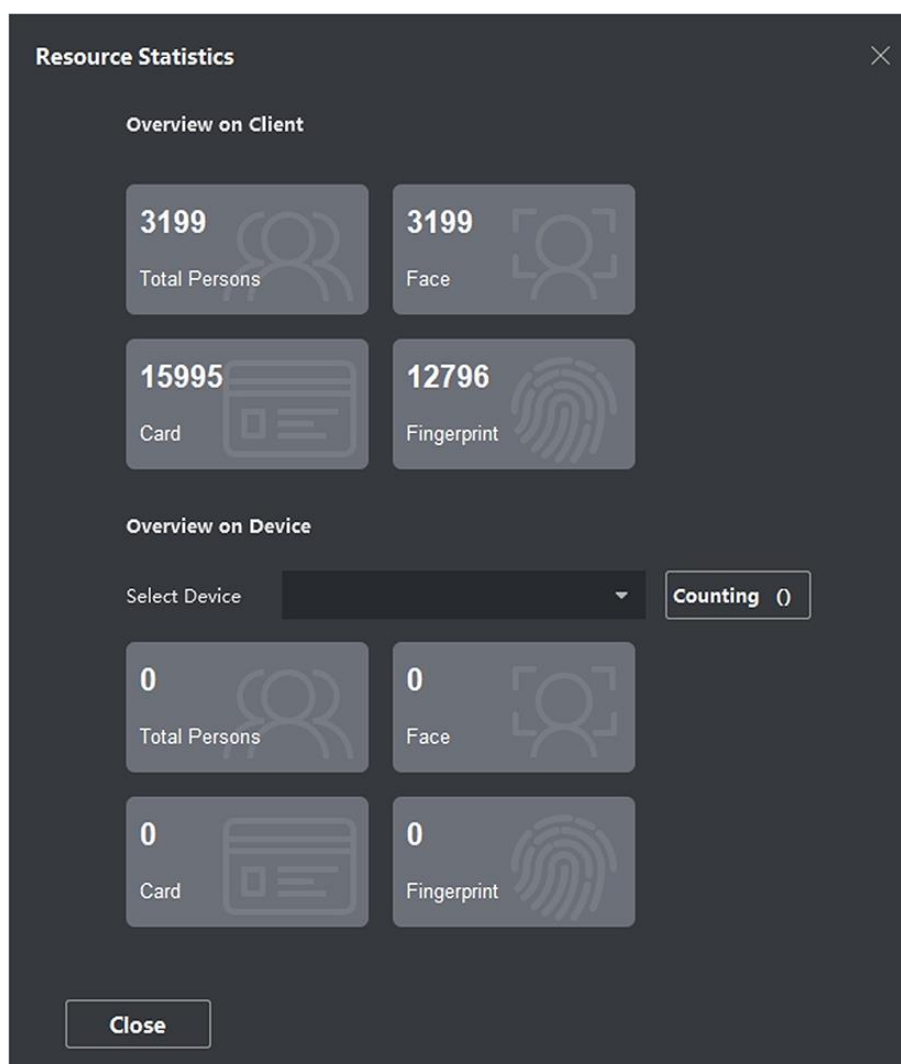 Resource Statistics
Overview on Client
3199
Total Persons
3199
Face
15995
Card
12796
Fingerprint
Overview on Device
Select Device
Counting ()
0
Total Persons
0
Face
0
Card
0
Fingerprint
Close